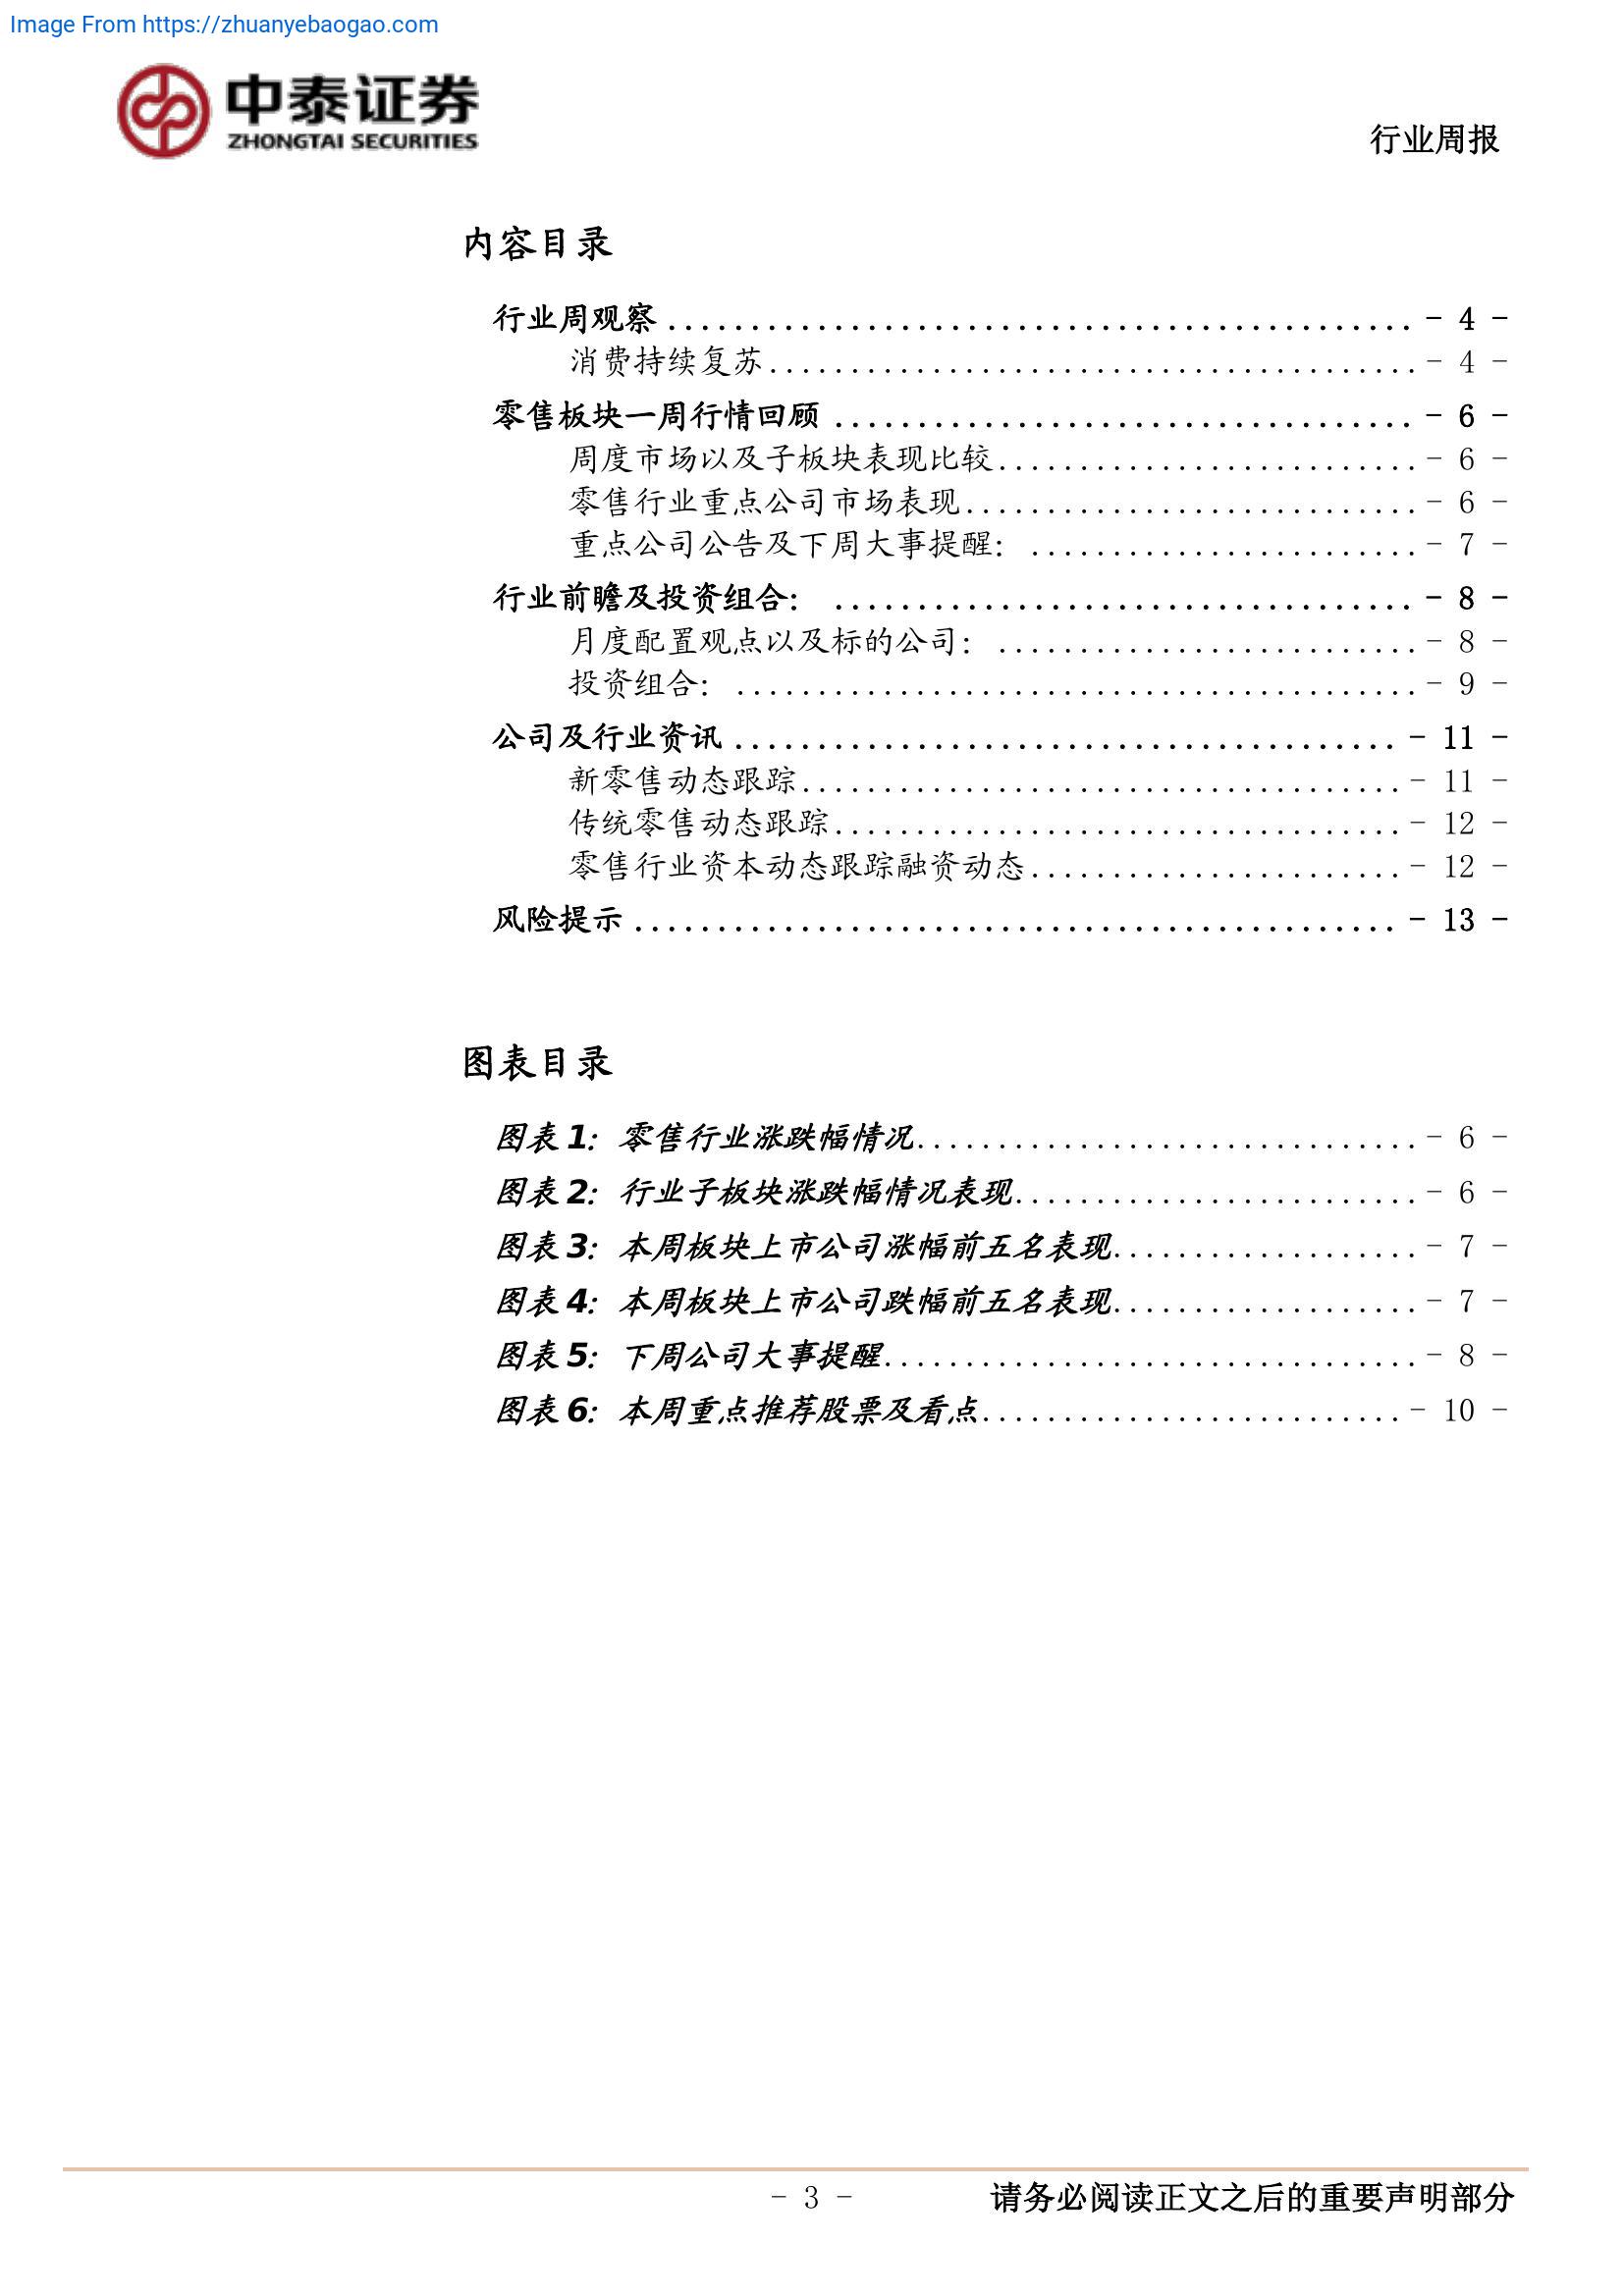 Image From https://zhuanyebaogao.com
中泰证券
ZHONGTAI SECURITIES
行业周报
内容目录
行业周观察 ............................................. - 4 -
消费持续复苏........................................ - 4 -
零售板块一周行情回顾 ................................... - 6 -
周度市场以及子板块表现比较.......................... - 6 -
零售行业重点公司市场表现............................ - 6 -
重点公司公告及下周大事提醒： ........................ - 7 -
行业前瞻及投资组合： ................................... - 8 -
月度配置观点以及标的公司： .......................... - 8 -
投资组合： .......................................... - 9 -
公司及行业资讯 ........................................ - 11 -
新零售动态跟踪..................................... - 11 -
传统零售动态跟踪................................... - 12 -
零售行业资本动态跟踪融资动态....................... - 12 -
风险提示 .............................................. - 13 -
图表目录
图表 1：零售行业涨跌幅情况............................... - 6 -
图表 2：行业子板块涨跌幅情况表现......................... - 6 -
图表 3：本周板块上市公司涨幅前五名表现................... - 7 -
图表 4：本周板块上市公司跌幅前五名表现................... - 7 -
图表 5：下周公司大事提醒................................. - 8 -
图表 6：本周重点推荐股票及看点.......................... - 10 -
- 3 -
请务必阅读正文之后的重要声明部分